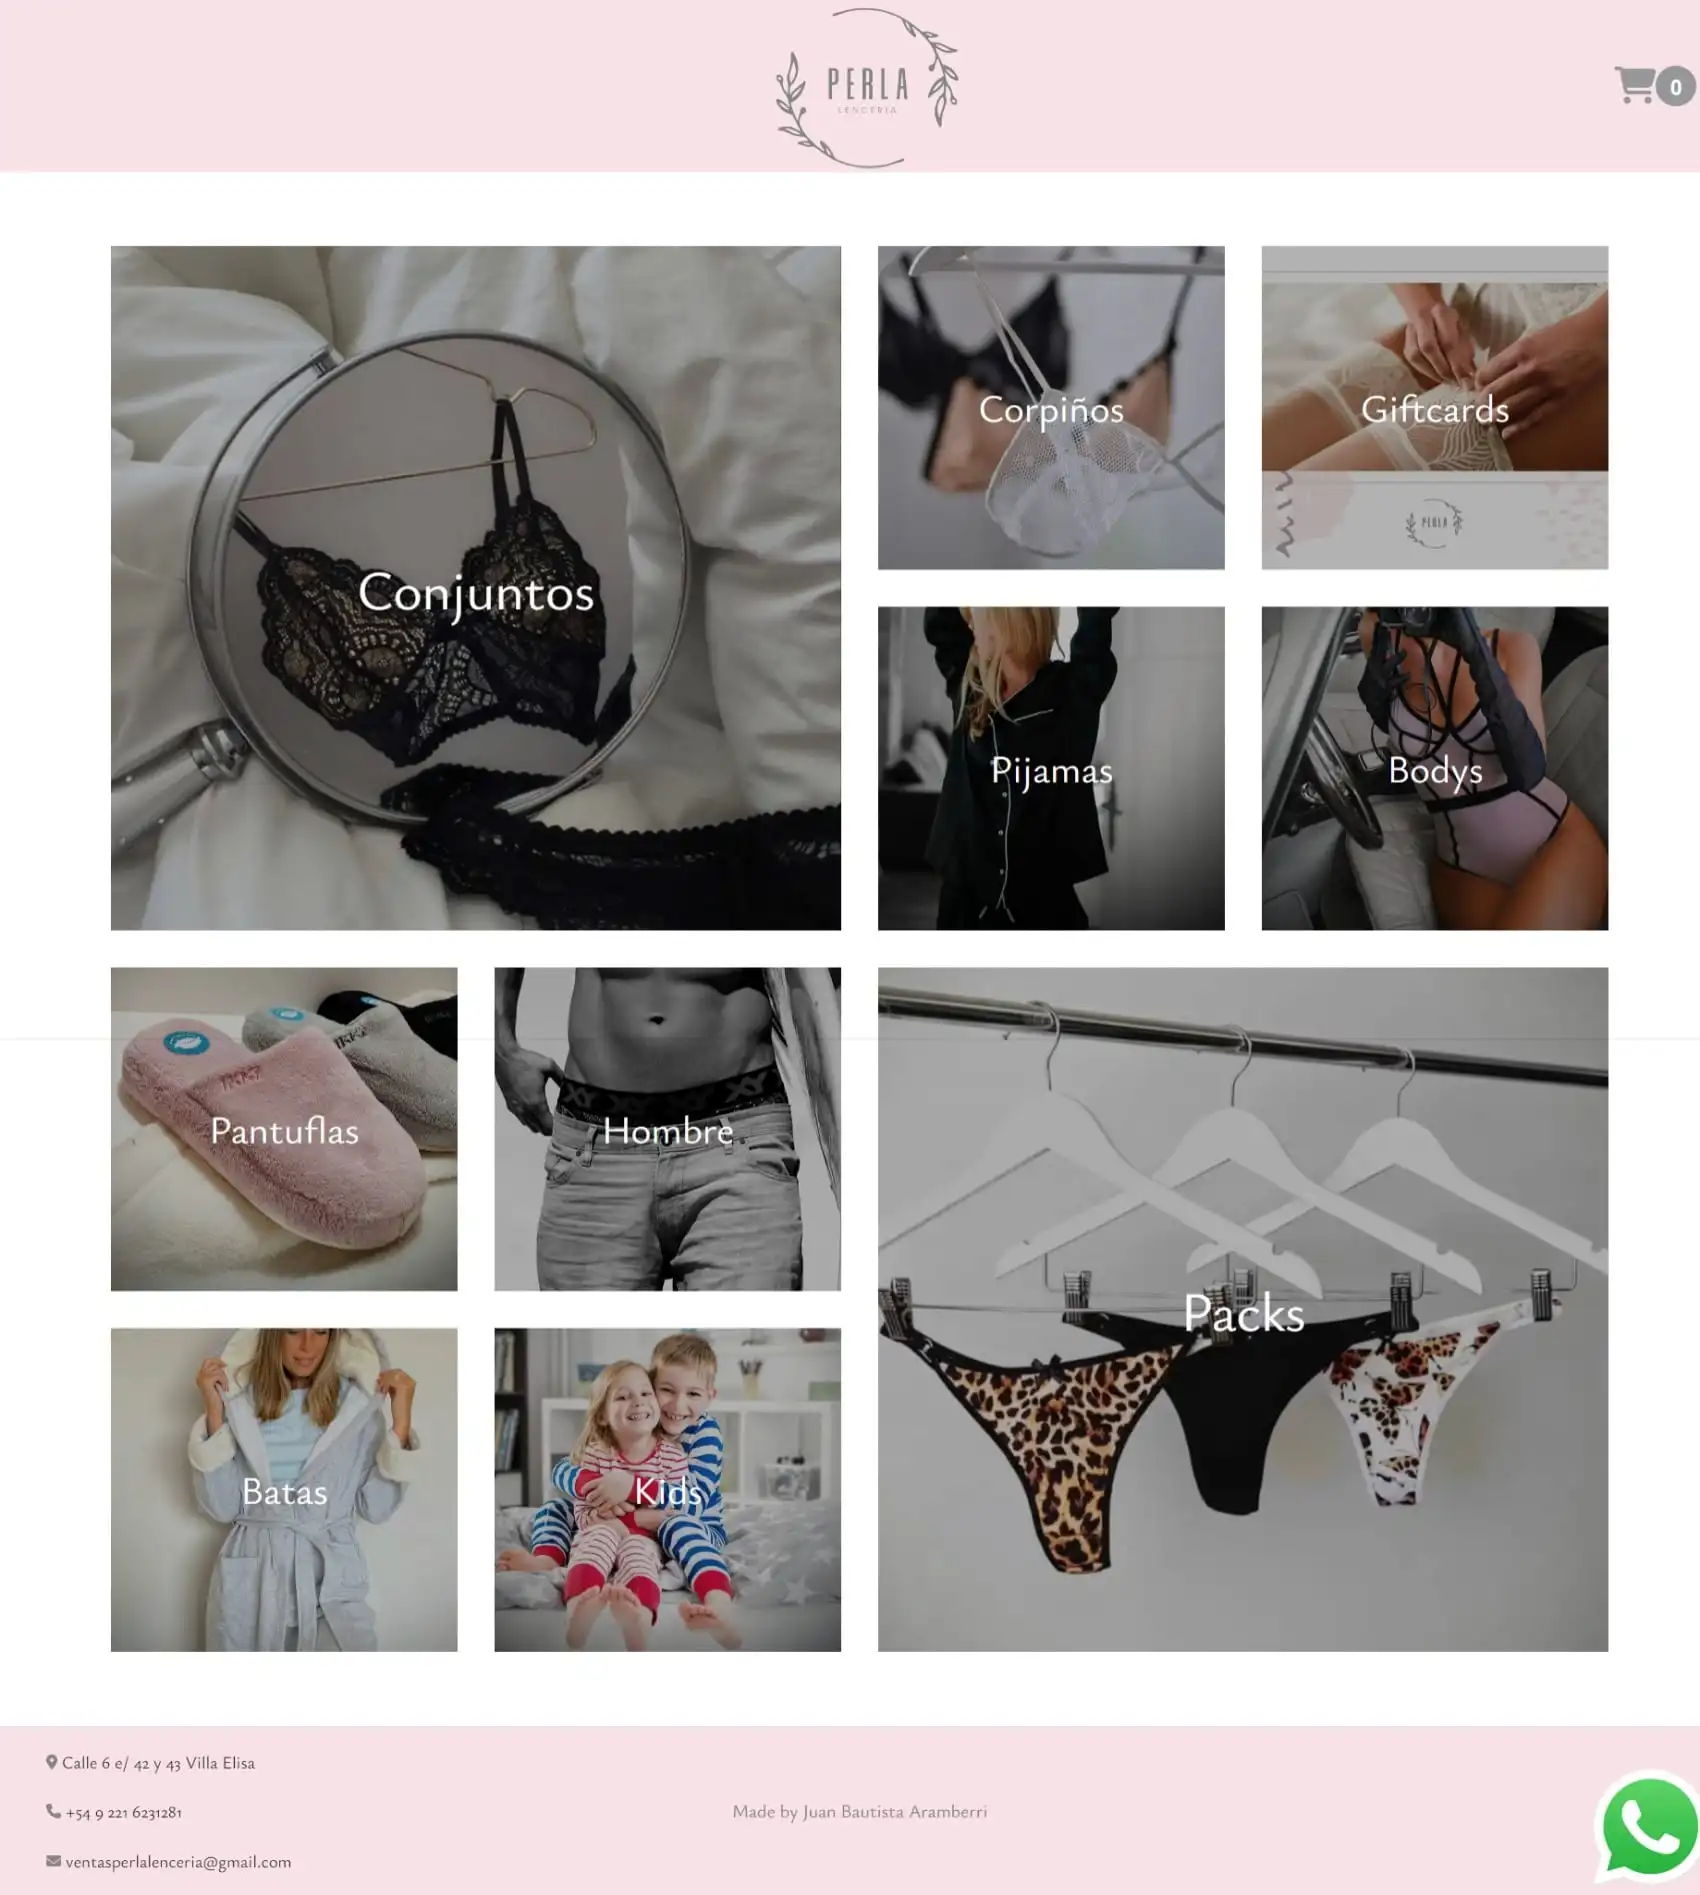 PERLA
LENCERIA
0
Conjuntos
Corpiños
Giftcards
PERLA
Pijamas
Bodys
Pantuflas
Hombre
Packs
Batas
Kids
Calle 6 e/ 42 y 43 Villa Elisa
+54 9 221 6231281
Made by Juan Bautista Aramberri
ventasperlalenceria@gmail.com